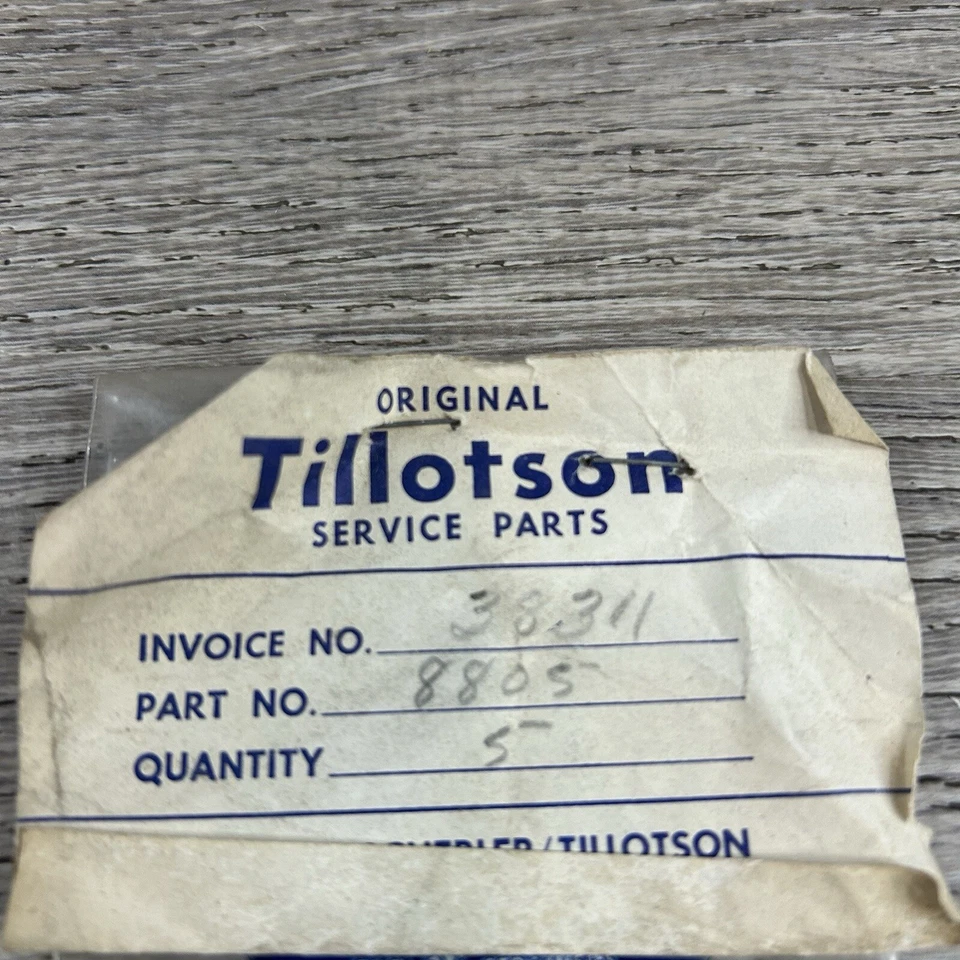 ORIGINAL
Tillotson
SERVICE PARTS
INVOICE NO. 38311
PART NO. 8805
QUANTITY 5
/TILLOTSON